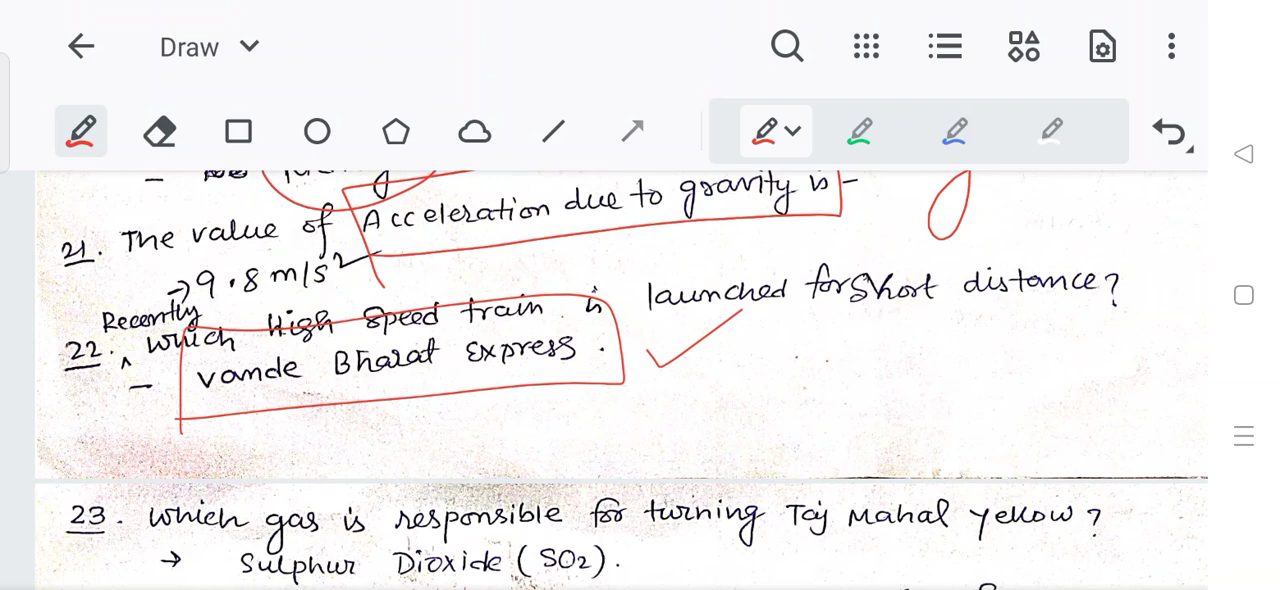 Draw
21. The value of Acceleration due to gravity is - g
→ 9.8 m/s²
Recently
22. ^ which High speed train is launched for Short distance?
- vande Bharat Express.
23. which gas is responsible for turning Taj Mahal yellow?
→ Sulphur Dioxide (SO2).